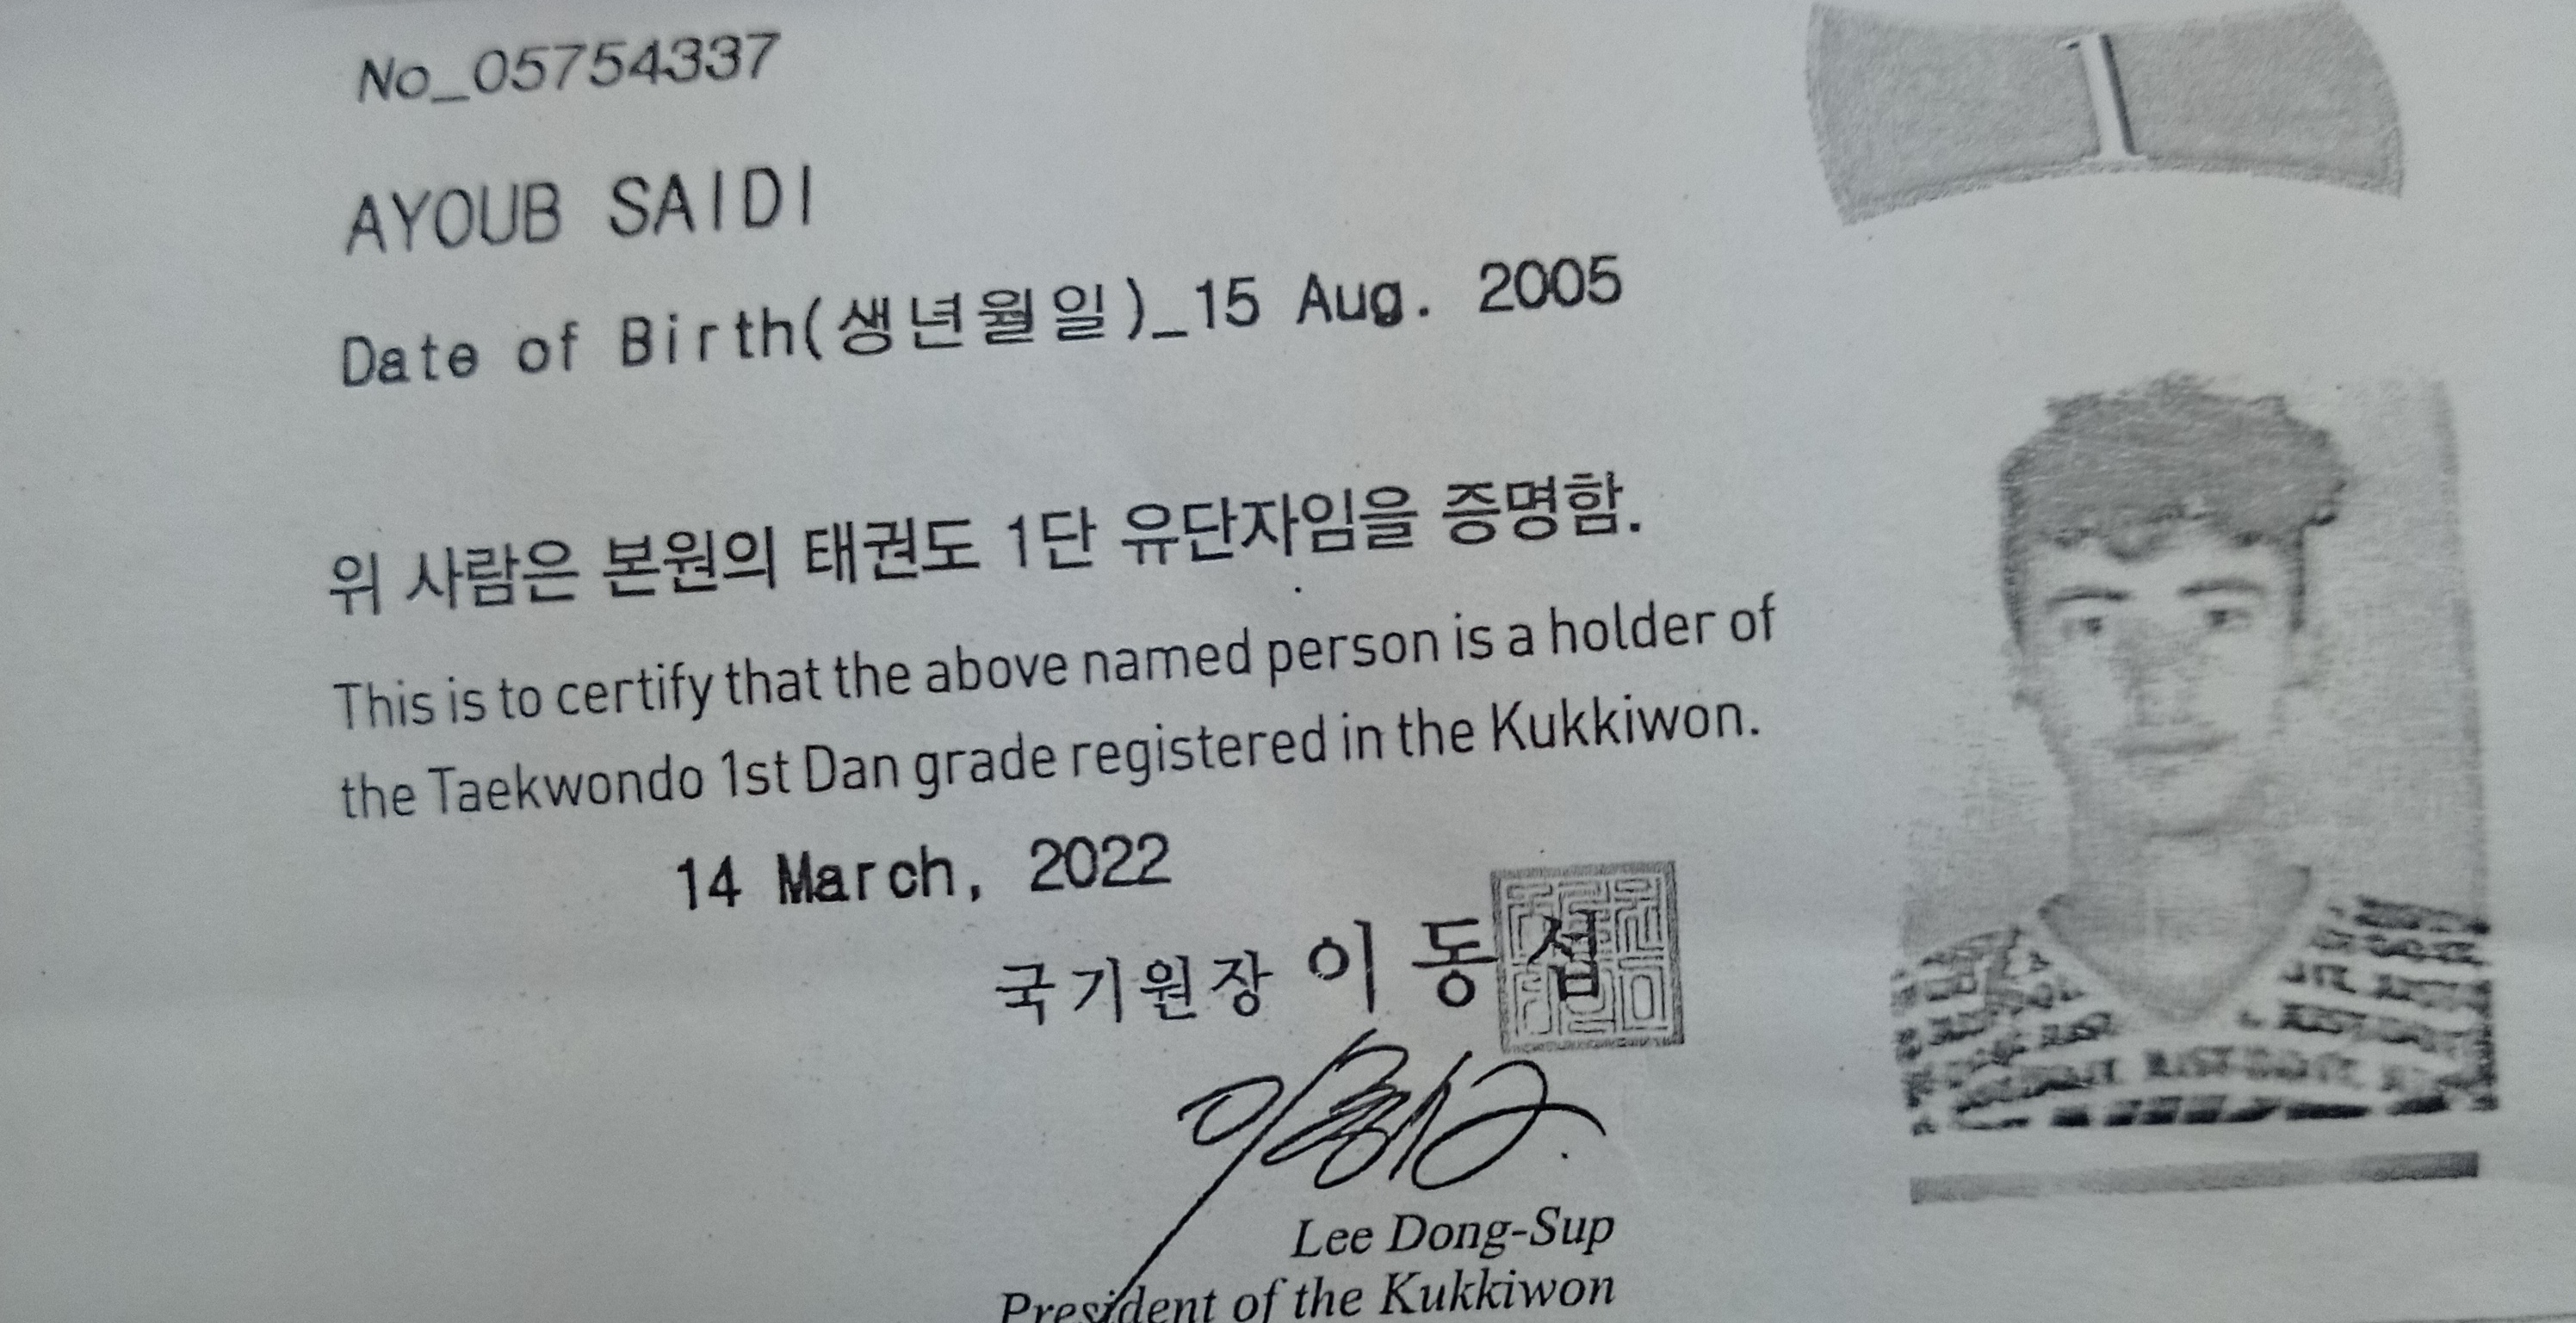 No_05754337
1
AYOUB SAIDI
Date of Birth(생년월일)_15 Aug. 2005
위 사람은 본원의 태권도 1단 유단자임을 증명함.
This is to certify that the above named person is a holder of
the Taekwondo 1st Dan grade registered in the Kukkiwon.
14 March, 2022
국기원장 이동섭
Lee Dong-Sup
President of the Kukkiwon